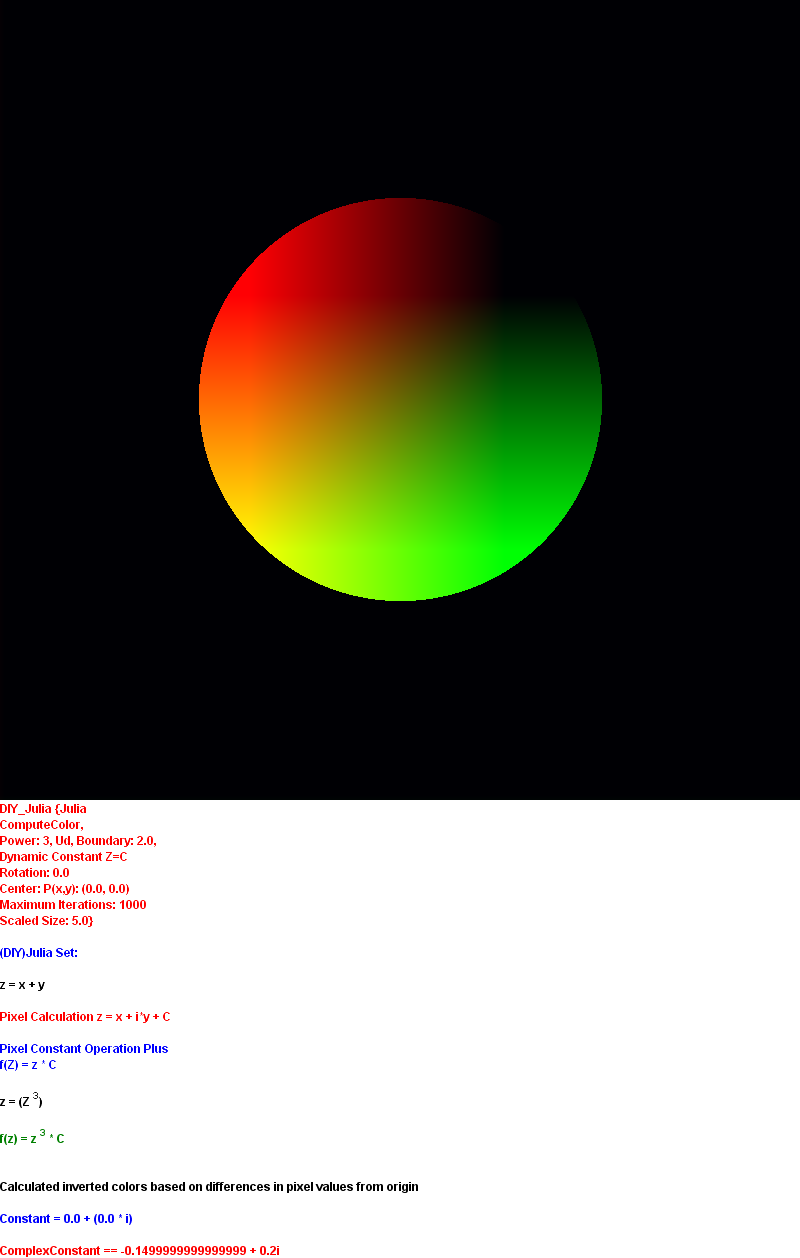 DIY_Julia {Julia
ComputeColor,
Power: 3, Ud, Boundary: 2.0,
Dynamic Constant Z=C
Rotation: 0.0
Center: P(x,y): (0.0, 0.0)
Maximum Iterations: 1000
Scaled Size: 5.0}
(DIY)Julia Set:
z = x + y
Pixel Calculation z = x + i*y + C
Pixel Constant Operation Plus
f(Z) = z * C
z = (Z ³)
f(z) = z ³ * C
Calculated inverted colors based on differences in pixel values from origin
Constant = 0.0 + (0.0 * i)
ComplexConstant == -0.1499999999999999 + 0.2i